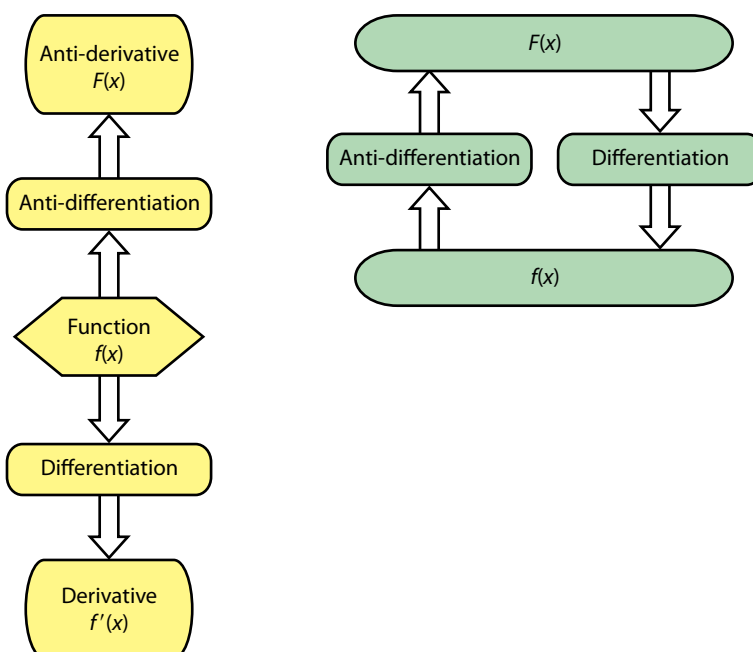 Anti-derivative
F(x)
Anti-differentiation
Function
f(x)
Differentiation
Derivative
f'(x)
F(x)
Anti-differentiation
Differentiation
f(x)